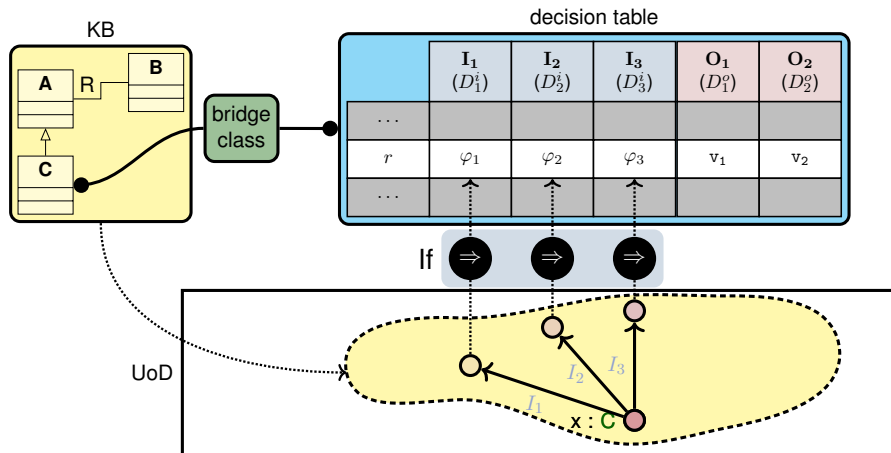 KB
decision table
A
R
B
C
bridge
class
I₁ I₂ I₃ O₁ O₂
(D₁ⁱ) (D₂ⁱ) (D₃ⁱ) (D₁ᵒ) (D₂ᵒ)
...
r φ₁ φ₂ φ₃ v₁ v₂
...
If ⇒ ⇒ ⇒
UoD
I₁ I₂ I₃
x : C